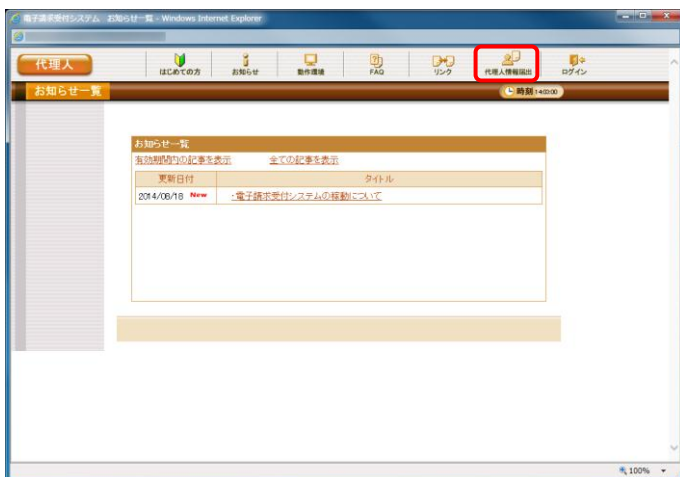 電子請求受付システム お知らせ一覧 - Windows Internet Explorer
代理人
はじめての方 お知らせ 動作環境 FAQ リンク 代理人情報届出 ログイン
お知らせ一覧
時刻 14:03:00
お知らせ一覧
有効期間内の記事を表示 全ての記事を表示
更新日付 タイトル
2014/08/18 New ・電子請求受付システムの稼動について
100%